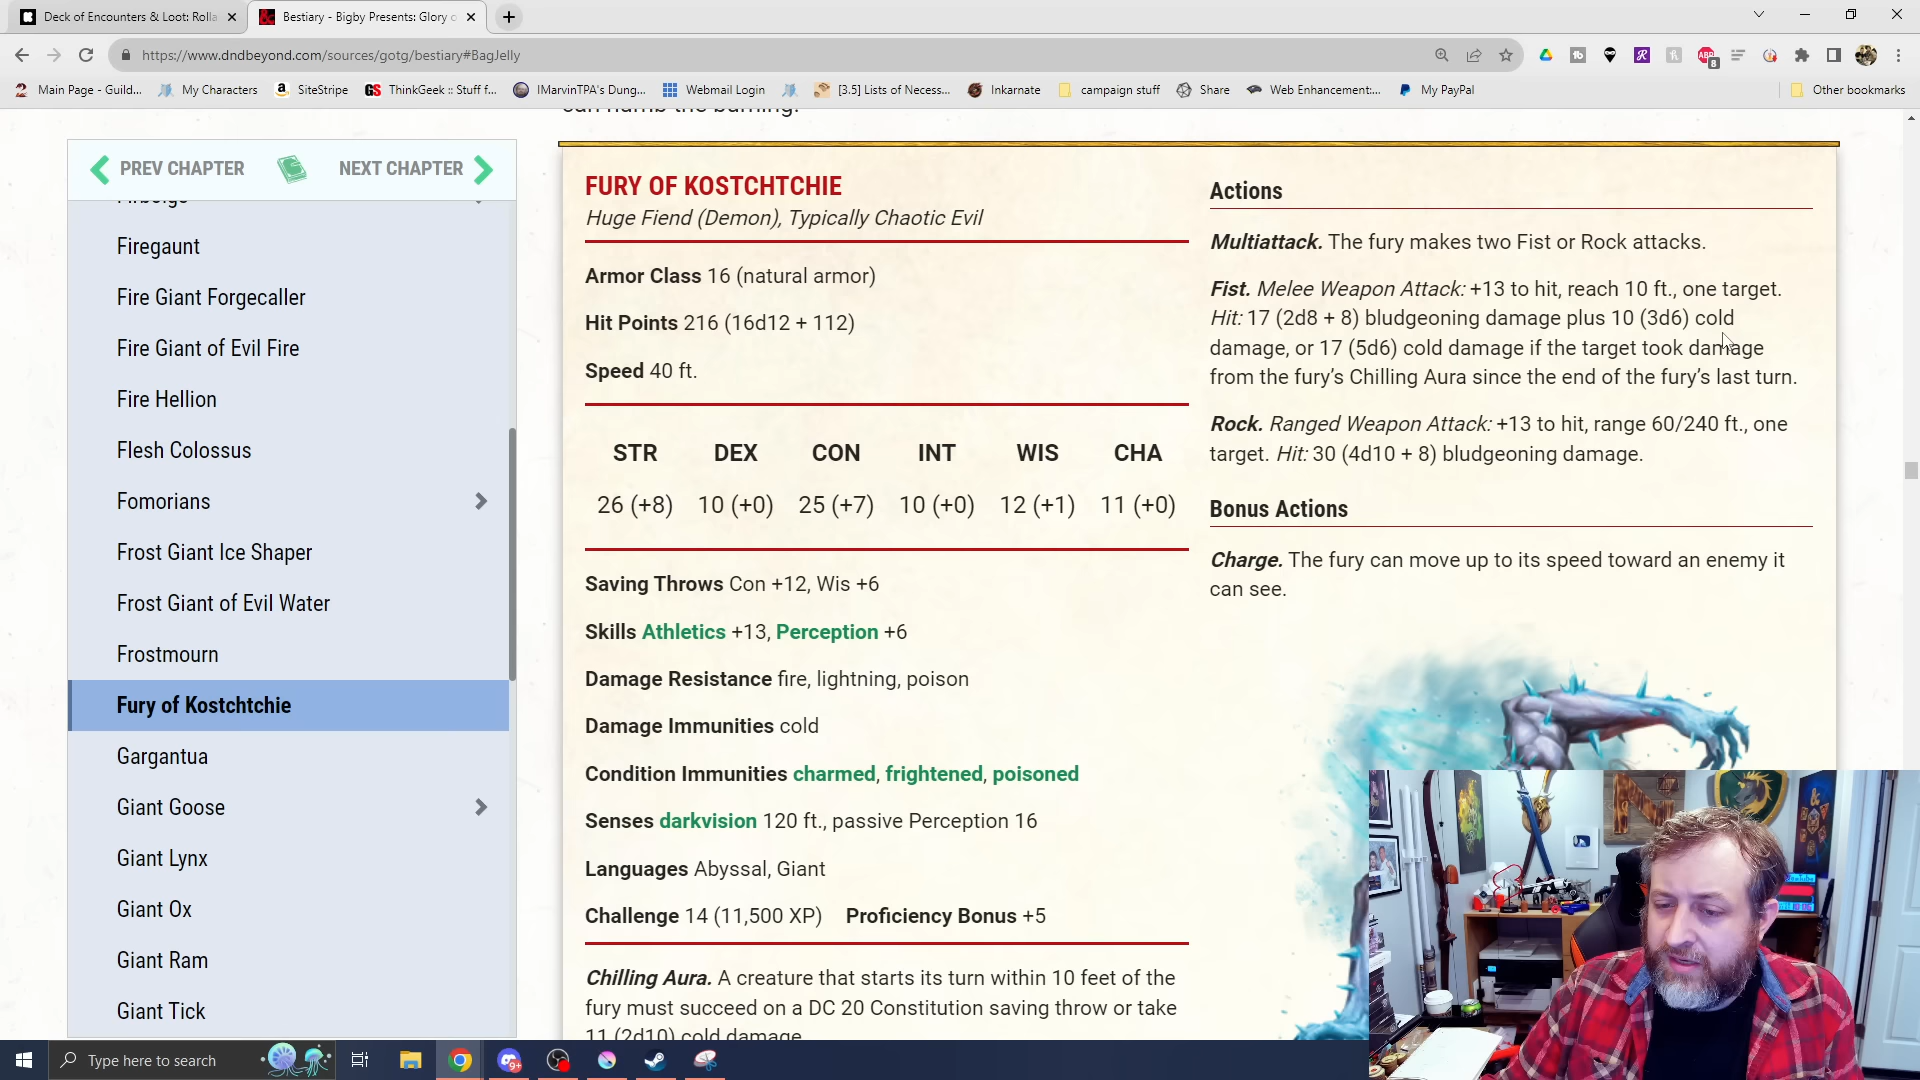 Deck of Encounters & Loot: Rolla
Bestiary - Bigby Presents: Glory o
https://www.dndbeyond.com/sources/gotg/bestiary#BagJelly
Main Page - Guild...
My Characters
SiteStripe
ThinkGeek :: Stuff f...
IMarvinTPA's Dung...
Webmail Login
[3.5] Lists of Necess...
Inkarnate
campaign stuff
Share
Web Enhancement:...
My PayPal
Other bookmarks
can numb the burning.
PREV CHAPTER
NEXT CHAPTER
Firbolgs
Firegaunt
Fire Giant Forgecaller
Fire Giant of Evil Fire
Fire Hellion
Flesh Colossus
Fomorians
Frost Giant Ice Shaper
Frost Giant of Evil Water
Frostmourn
Fury of Kostchtchie
Gargantua
Giant Goose
Giant Lynx
Giant Ox
Giant Ram
Giant Tick
FURY OF KOSTCHTCHIE
Huge Fiend (Demon), Typically Chaotic Evil
Armor Class 16 (natural armor)
Hit Points 216 (16d12 + 112)
Speed 40 ft.
STR DEX CON INT WIS CHA
26 (+8) 10 (+0) 25 (+7) 10 (+0) 12 (+1) 11 (+0)
Saving Throws Con +12, Wis +6
Skills Athletics +13, Perception +6
Damage Resistance fire, lightning, poison
Damage Immunities cold
Condition Immunities charmed, frightened, poisoned
Senses darkvision 120 ft., passive Perception 16
Languages Abyssal, Giant
Challenge 14 (11,500 XP) Proficiency Bonus +5
Chilling Aura. A creature that starts its turn within 10 feet of the
fury must succeed on a DC 20 Constitution saving throw or take
11 (2d10) cold damage.
Actions
Multiattack. The fury makes two Fist or Rock attacks.
Fist. Melee Weapon Attack: +13 to hit, reach 10 ft., one target.
Hit: 17 (2d8 + 8) bludgeoning damage plus 10 (3d6) cold
damage, or 17 (5d6) cold damage if the target took damage
from the fury's Chilling Aura since the end of the fury's last turn.
Rock. Ranged Weapon Attack: +13 to hit, range 60/240 ft., one
target. Hit: 30 (4d10 + 8) bludgeoning damage.
Bonus Actions
Charge. The fury can move up to its speed toward an enemy it
can see.
Type here to search